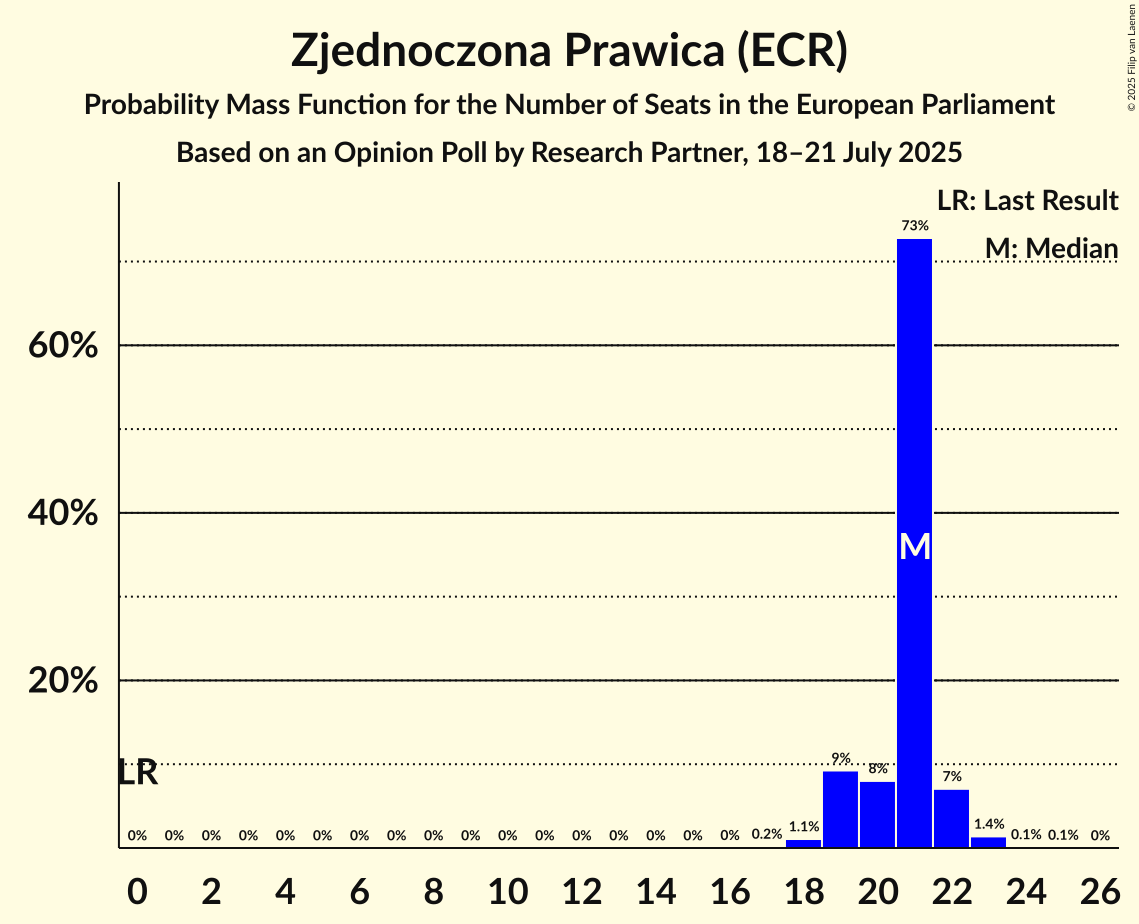 Zjednoczona Prawica (ECR)
Probability Mass Function for the Number of Seats in the European Parliament
Based on an Opinion Poll by Research Partner, 18–21 July 2025
© 2025 Filip van Laenen
LR: Last Result
M: Median
73%
60%
40%
M
20%
LR
0% 0% 0% 0% 0% 0% 0% 0% 0% 0% 0% 0% 0% 0% 0% 0% 0% 0.2% 1.1% 9% 8% 7% 1.4% 0.1% 0.1% 0%
0 2 4 6 8 10 12 14 16 18 20 22 24 26